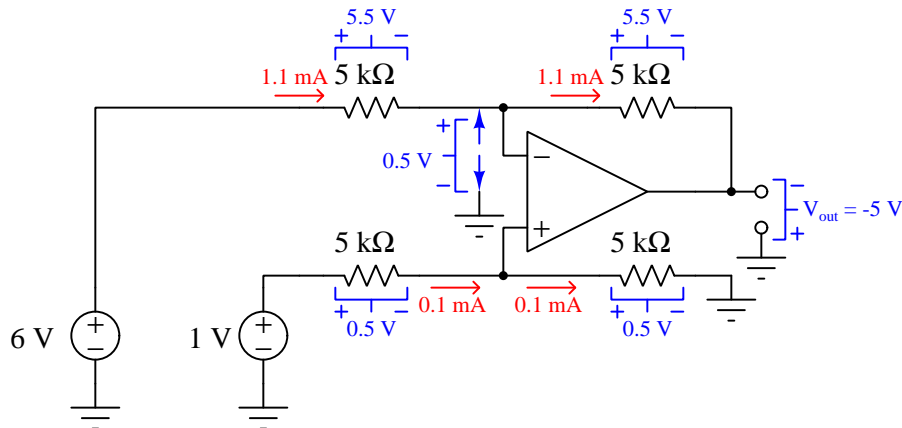 5.5 V
5.5 V
+ −
+ −
5 kΩ
5 kΩ
1.1 mA
1.1 mA
+
0.5 V
−
−
+
−
V_out = -5 V
+
5 kΩ
5 kΩ
0.1 mA
0.1 mA
+ −
+ −
0.5 V
0.5 V
6 V
+
−
1 V
+
−